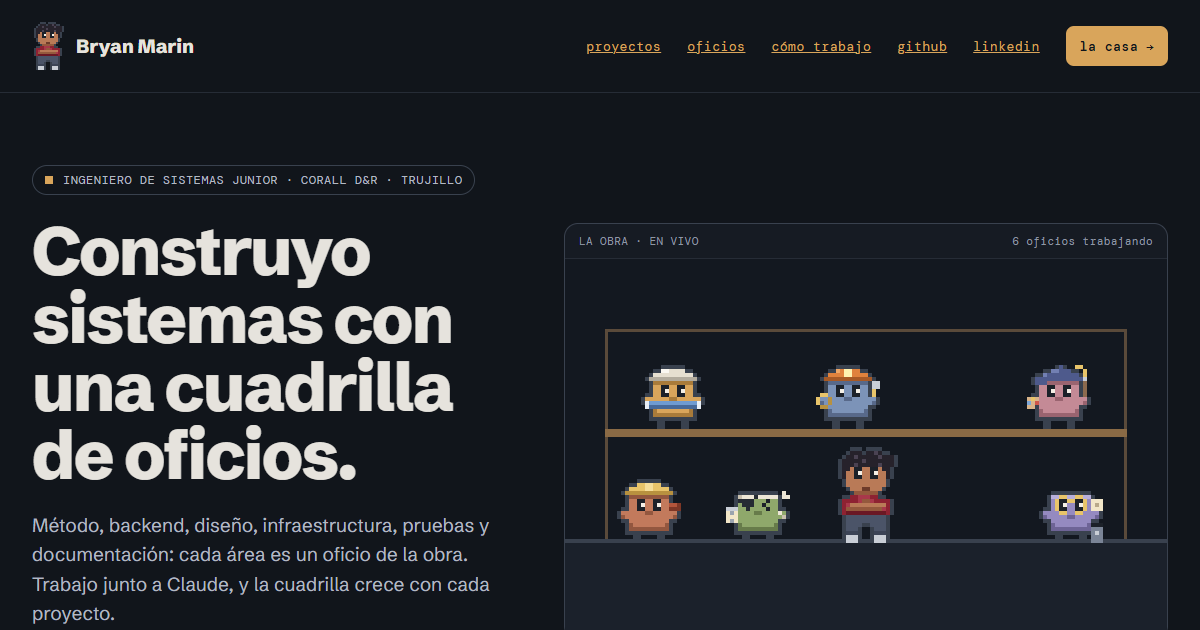 Bryan Marin
proyectos
oficios
cómo trabajo
github
linkedin
la casa →
INGENIERO DE SISTEMAS JUNIOR · CORALL D&R · TRUJILLO
Construyo
sistemas con
una cuadrilla
de oficios.
Método, backend, diseño, infraestructura, pruebas y
documentación: cada área es un oficio de la obra.
Trabajo junto a Claude, y la cuadrilla crece con cada
proyecto.
LA OBRA · EN VIVO
6 oficios trabajando